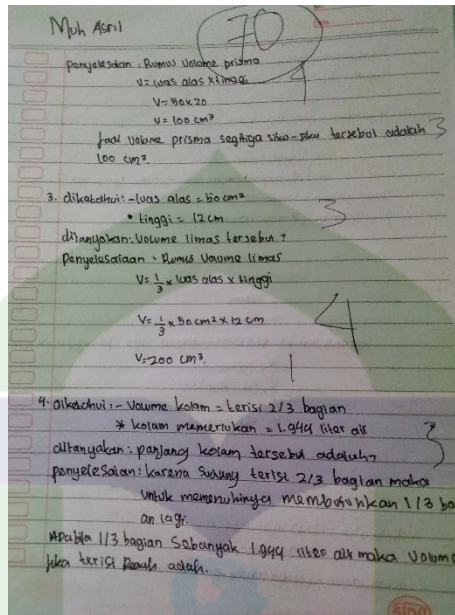 Muh Asril
70
Penyelesaian : Rumus volume prisma
V = luas alas x tinggi
4
V = 50 x 20
V = 100 cm³
Jadi volume prisma segitiga siku-siku tersebut adalah 3
100 cm³.
3. diketahui : - luas alas = 50 cm²
• tinggi = 12 cm
3
ditanyakan : Volume limas tersebut ?
Penyelesaian : Rumus Volume limas
V = 1/3 x luas alas x tinggi
V = 1/3 x 50 cm² x 12 cm
4
V = 200 cm³.
1
4. diketahui : - Volume kolam = terisi 2/3 bagian
* kolam memerlukan = 1.944 liter air
3
ditanyakan : panjang kolam tersebut adalah ?
penyelesaian : karena sudah terisi 2/3 bagian maka
untuk memenuhinya membutuhkan 1/3 ba
an lagi.
Apabila 1/3 bagian sebanyak 1.944 liter air maka volum
jika terisi penuh adah.